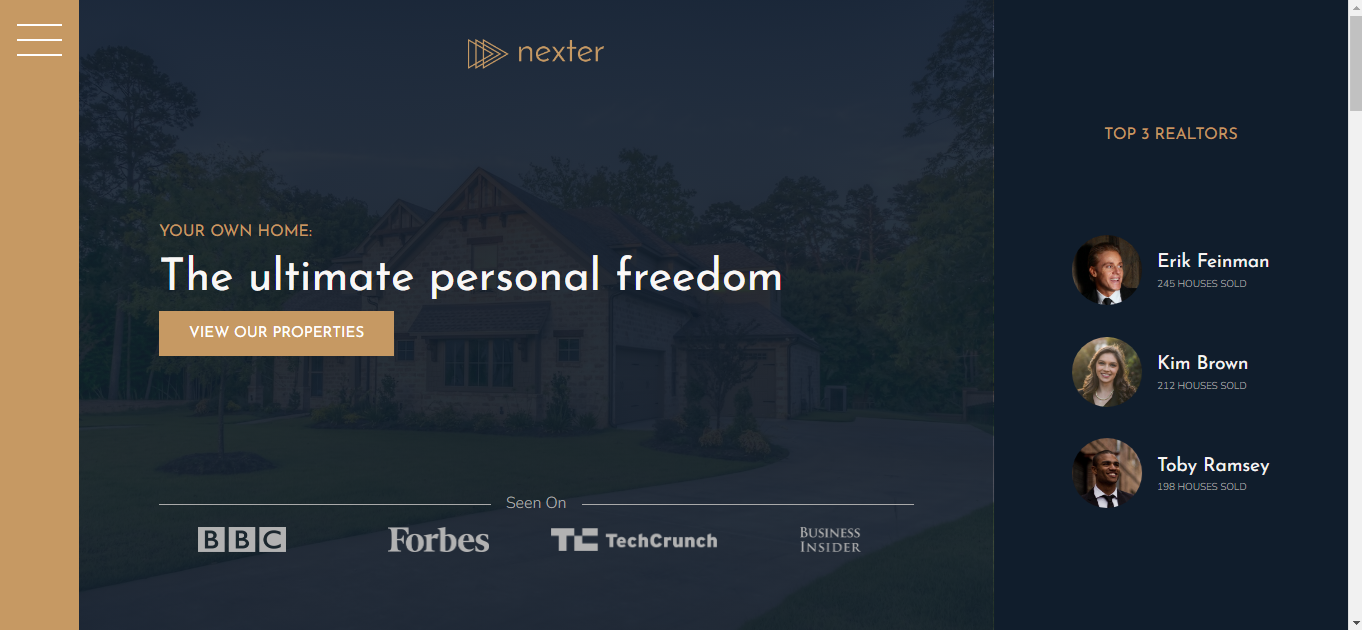 nexter
YOUR OWN HOME:
The ultimate personal freedom
VIEW OUR PROPERTIES
Seen On
BBC
Forbes
TC TechCrunch
BUSINESS
INSIDER
TOP 3 REALTORS
Erik Feinman
245 HOUSES SOLD
Kim Brown
212 HOUSES SOLD
Toby Ramsey
198 HOUSES SOLD